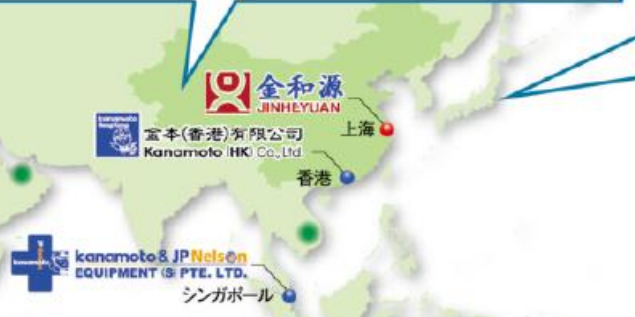 金和源
JINHEYUAN
上海
kanamoto
金本(香港)有限公司
Kanamoto (HK) Co., Ltd.
香港
kanamoto & JP Nelson
EQUIPMENT (S) PTE. LTD.
シンガポール